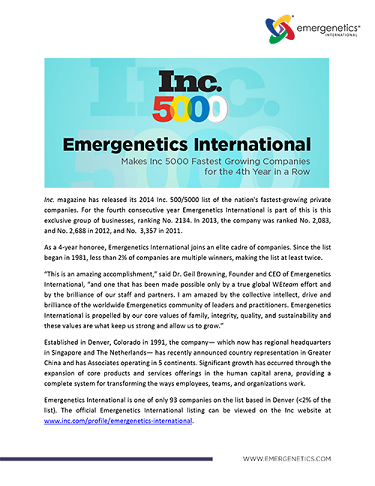 emergenetics®
INTERNATIONAL
Inc.
5000
Emergenetics International
Makes Inc 5000 Fastest Growing Companies
for the 4th Year in a Row
Inc. magazine has released its 2014 Inc. 500/5000 list of the nation's fastest-growing private
companies. For the fourth consecutive year Emergenetics International is part of this is this
exclusive group of businesses, ranking No. 2134. In 2013, the company was ranked No. 2,083,
and No. 2,688 in 2012, and No. 3,357 in 2011.
As a 4-year honoree, Emergenetics International joins an elite cadre of companies. Since the list
began in 1981, less than 2% of companies are multiple winners, making the list at least twice.
"This is an amazing accomplishment," said Dr. Geil Browning, Founder and CEO of Emergenetics
International, "and one that has been made possible only by a true global WEteam effort and
by the brilliance of our staff and partners. I am amazed by the collective intellect, drive and
brilliance of the worldwide Emergenetics community of leaders and practitioners. Emergenetics
International is propelled by our core values of family, integrity, quality, and sustainability and
these values are what keep us strong and allow us to grow."
Established in Denver, Colorado in 1991, the company— which now has regional headquarters
in Singapore and The Netherlands— has recently announced country representation in Greater
China and has Associates operating in 5 continents. Significant growth has occurred through the
expansion of core products and services offerings in the human capital arena, providing a
complete system for transforming the ways employees, teams, and organizations work.
Emergenetics International is one of only 93 companies on the list based in Denver (<2% of the
list). The official Emergenetics International listing can be viewed on the Inc website at
www.inc.com/profile/emergenetics-international.
WWW.EMERGENETICS.COM